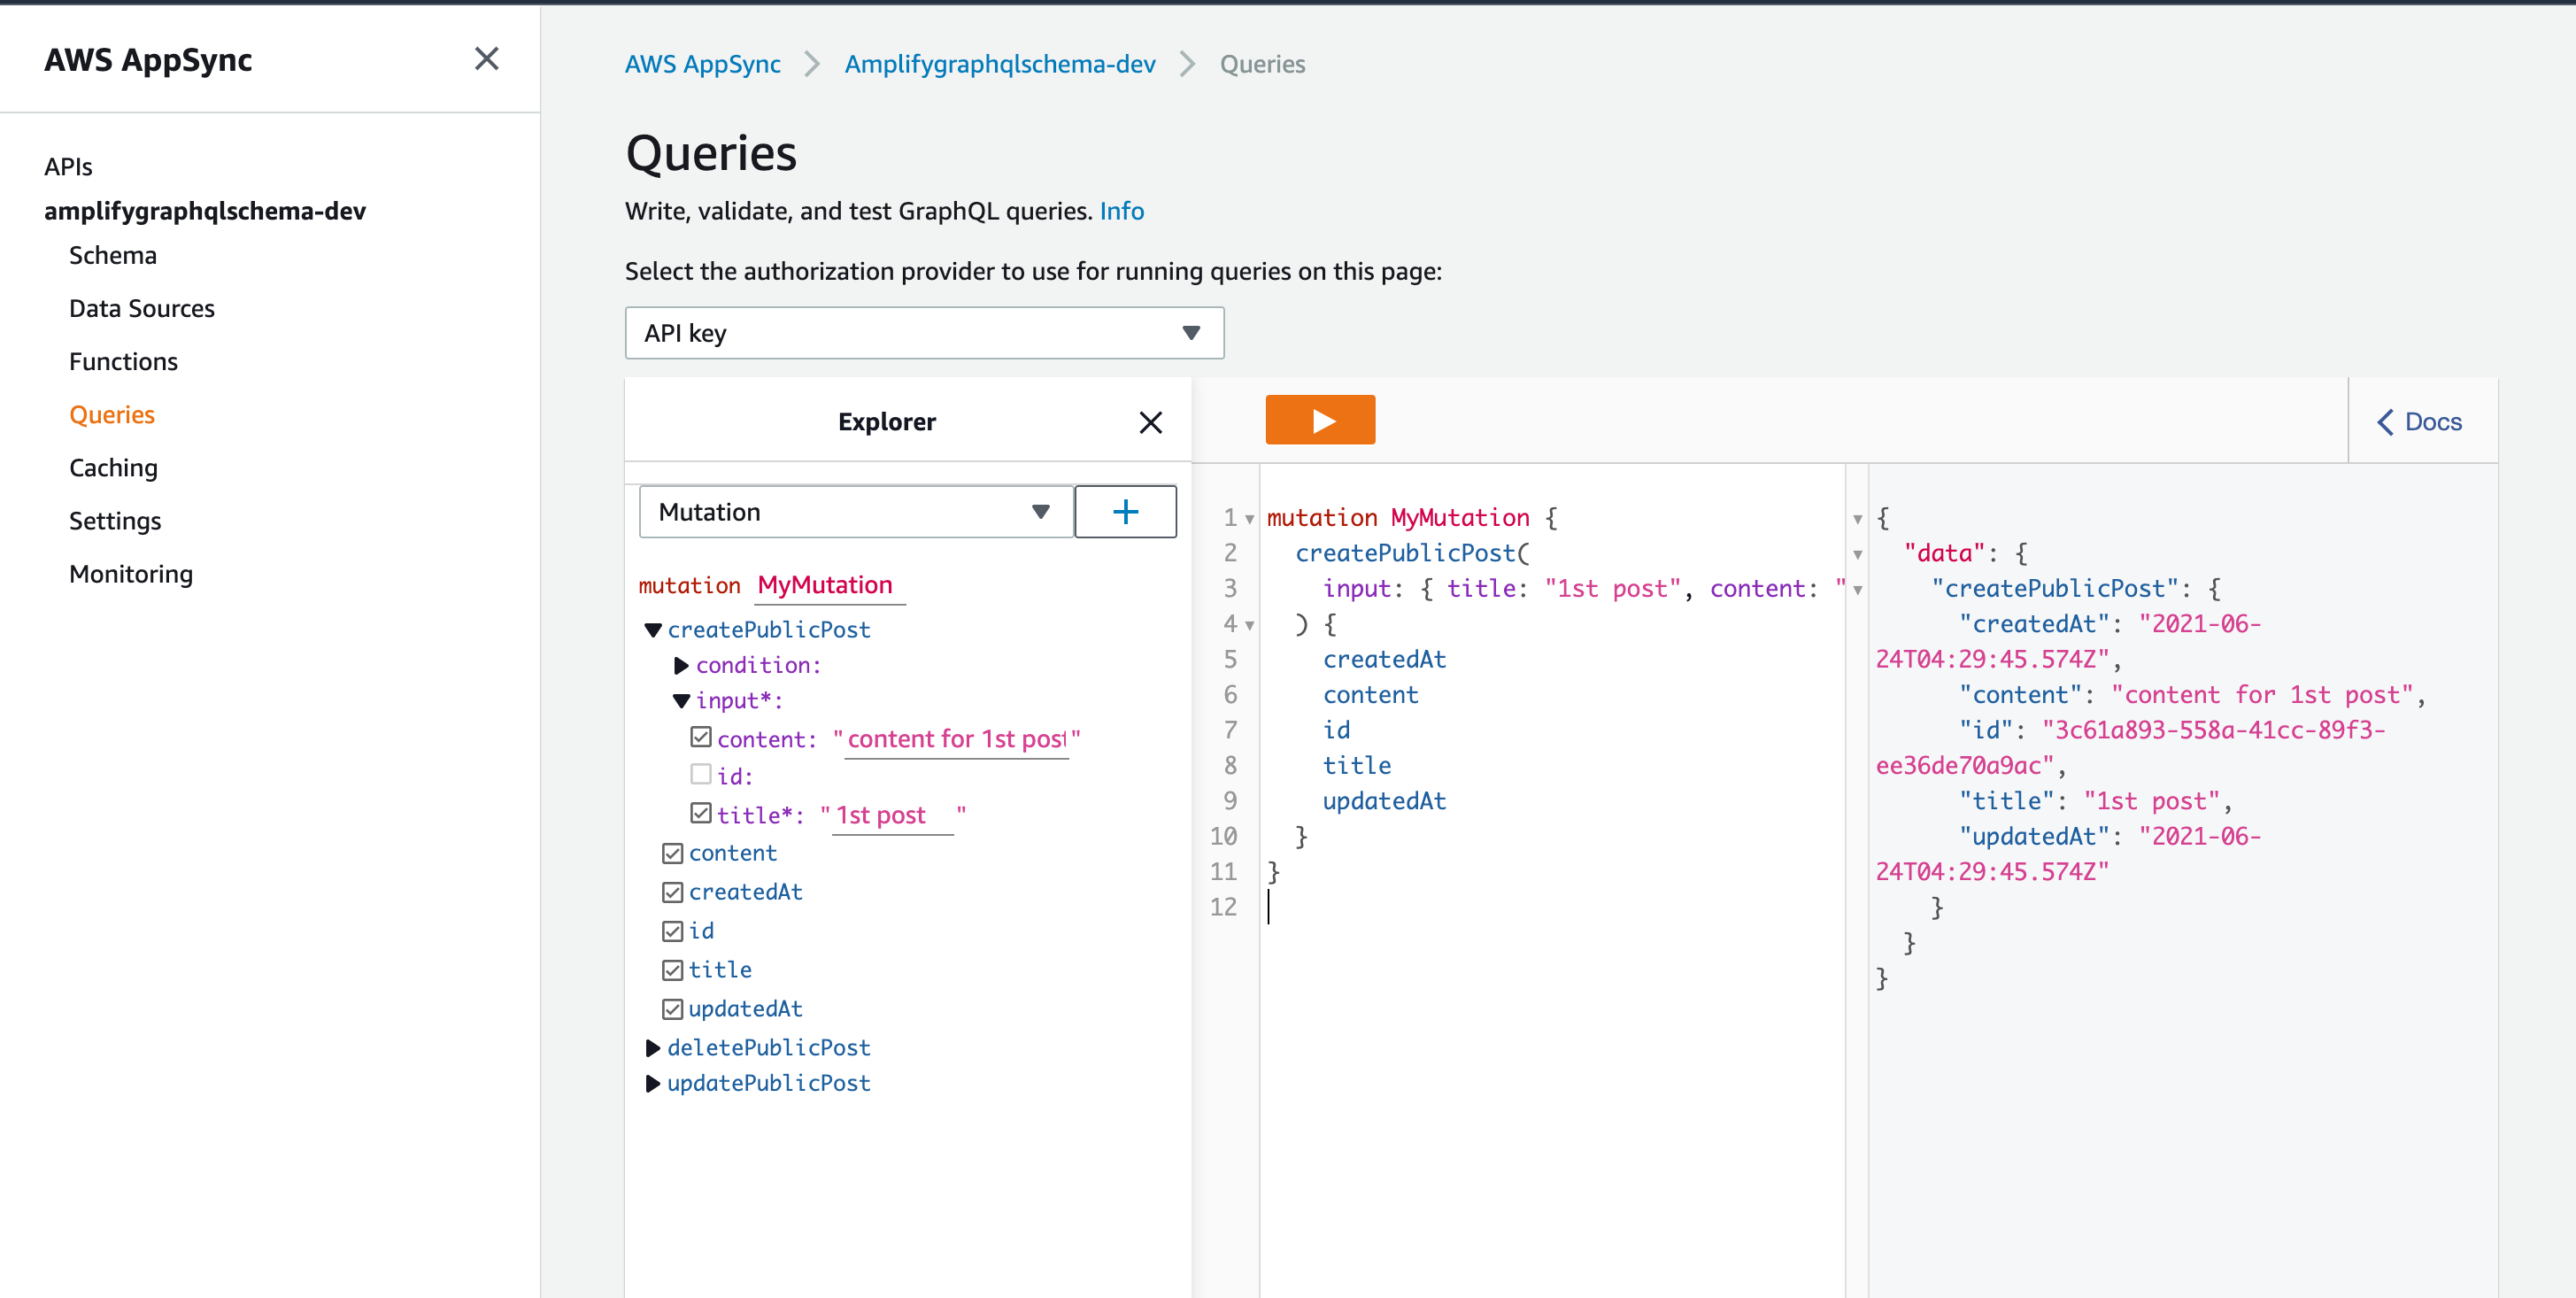 AWS AppSync
APIs
amplifygraphqlschema-dev
Schema
Data Sources
Functions
Queries
Caching
Settings
Monitoring
AWS AppSync > Amplifygraphqlschema-dev > Queries
Queries
Write, validate, and test GraphQL queries. Info
Select the authorization provider to use for running queries on this page:
API key
Explorer
Docs
Mutation
+
mutation MyMutation
createPublicPost
condition:
input*:
content: "content for 1st post"
id:
title*: "1st post"
content
createdAt
id
title
updatedAt
deletePublicPost
updatePublicPost
1 mutation MyMutation {
2 createPublicPost(
3 input: { title: "1st post", content: "
4 ) {
5 createdAt
6 content
7 id
8 title
9 updatedAt
10 }
11 }
12
{
"data": {
"createPublicPost": {
"createdAt": "2021-06-
24T04:29:45.574Z",
"content": "content for 1st post",
"id": "3c61a893-558a-41cc-89f3-
ee36de70a9ac",
"title": "1st post",
"updatedAt": "2021-06-
24T04:29:45.574Z"
}
}
}